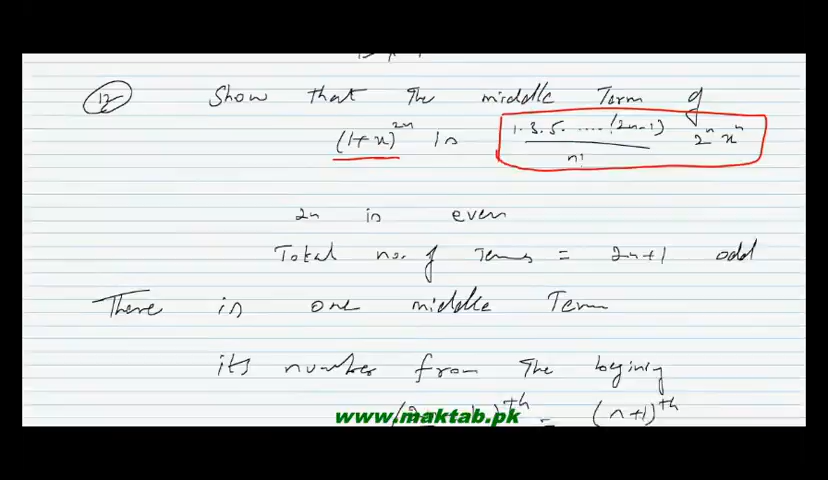 12 Show that The middle Term of
(1+x)^2n is 1.3.5. .... (2n-1) / n! 2^n x^n
2n is even
Total no. of Terms = 2n+1 odd
There is one middle Term
its number from The begining
th = (n+1)^th
www.maktab.pk